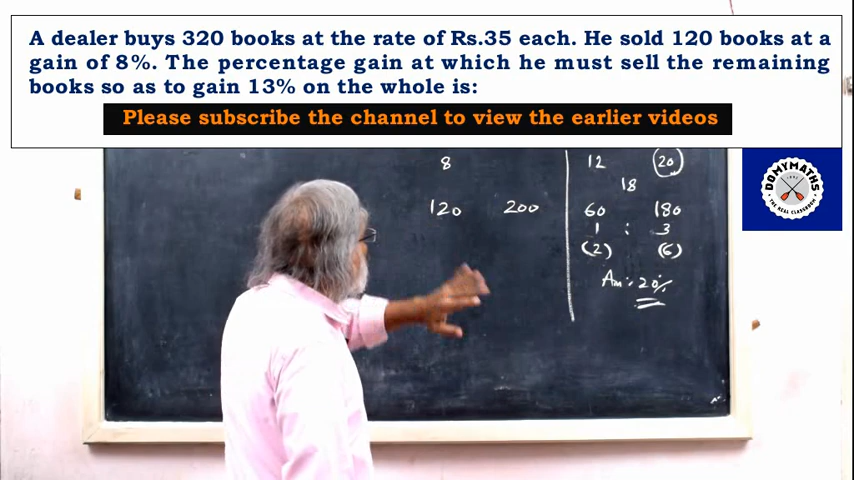 A dealer buys 320 books at the rate of Rs.35 each. He sold 120 books at a
gain of 8%. The percentage gain at which he must sell the remaining
books so as to gain 13% on the whole is:
Please subscribe the channel to view the earlier videos
8
120 200
12 20
18
60 180
1 : 3
(2) (6)
Ans: 20%
DOMYMATHS
THE REAL CLASSROOM